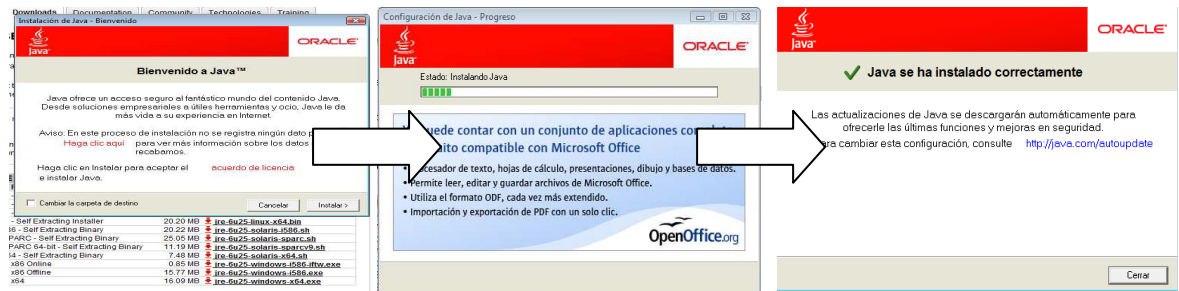 Downloads Documentation Community Technologies Training
Instalación de Java - Bienvenido
Java
ORACLE
Bienvenido a Java™
Java ofrece un acceso seguro al fantástico mundo del contenido Java.
Desde soluciones empresariales a útiles herramientas y ocio, Java le da
más vida a su experiencia en Internet.
Aviso: En este proceso de instalación no se registra ningún dato
Haga clic aquí para ver más información sobre los datos
recabamos.
Haga clic en Instalar para aceptar el acuerdo de licencia
e instalar Java.
Cambiar la carpeta de destino
Cancelar
Instalar >
- Self Extracting Installer 20.20 MB jre-6u25-linux-x64.bin
- Self Extracting Binary 20.22 MB jre-6u25-solaris-i586.sh
PARC - Self Extracting Binary 25.05 MB jre-6u25-solaris-sparc.sh
PARC 64-bit - Self Extracting Binary 11.19 MB jre-6u25-solaris-sparcv9.sh
- Self Extracting Binary 7.48 MB jre-6u25-solaris-x64.sh
x86 Online 0.85 MB jre-6u25-windows-i586-iftw.exe
x86 Offline 15.77 MB jre-6u25-windows-i586.exe
x64 16.09 MB jre-6u25-windows-x64.exe
Configuración de Java - Progreso
Java
ORACLE
Estado: Instalando Java
puede contar con un conjunto de aplicaciones
compatible con Microsoft Office
Procesador de texto, hojas de cálculo, presentaciones, dibujo y bases de datos.
• Permite leer, editar y guardar archivos de Microsoft Office.
• Utiliza el formato ODF, cada vez más extendido.
• Importación y exportación de PDF con un solo clic.
OpenOffice.org
Java
ORACLE
Java se ha instalado correctamente
Las actualizaciones de Java se descargarán automáticamente para
ofrecerle las últimas funciones y mejoras en seguridad.
cambiar esta configuración, consulte http://java.com/autoupdate
Cerrar